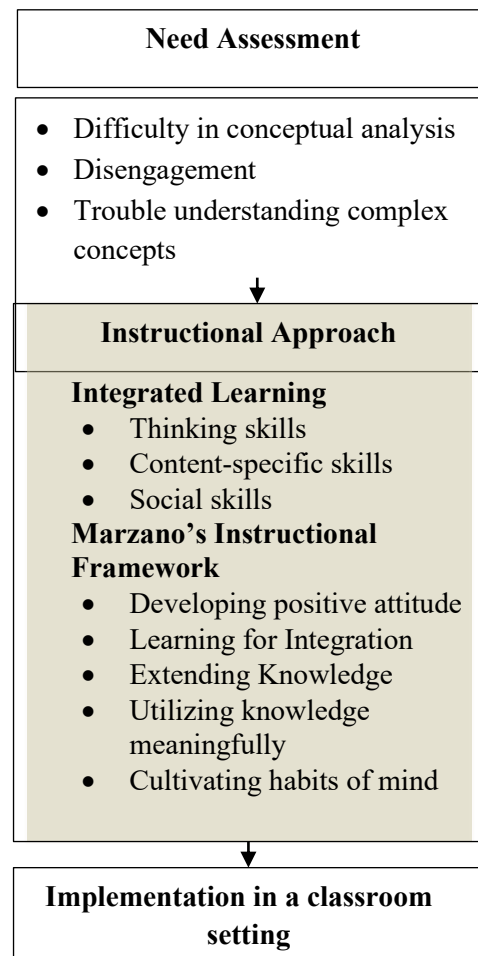 Need Assessment
• Difficulty in conceptual analysis
• Disengagement
• Trouble understanding complex
concepts
Instructional Approach
Integrated Learning
• Thinking skills
• Content-specific skills
• Social skills
Marzano’s Instructional
Framework
• Developing positive attitude
• Learning for Integration
• Extending Knowledge
• Utilizing knowledge
meaningfully
• Cultivating habits of mind
Implementation in a classroom
setting